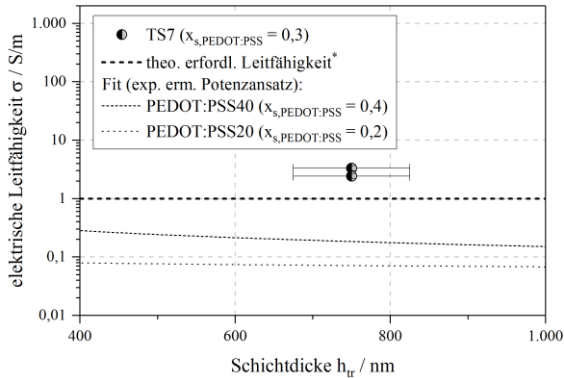 1.000
100
10
1
0,1
0,01
elektrische Leitfähigkeit σ / S/m
TS7 (xs,PEDOT:PSS = 0,3)
theo. erfordl. Leitfähigkeit*
Fit (exp. erm. Potenzansatz):
PEDOT:PSS40 (xs,PEDOT:PSS = 0,4)
PEDOT:PSS20 (xs,PEDOT:PSS = 0,2)
400 600 800 1.000
Schichtdicke htr / nm